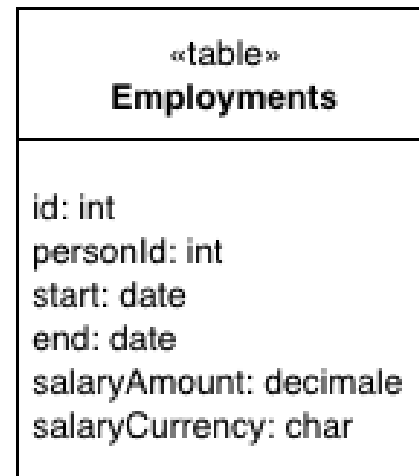 «table»
Employments
id: int
personId: int
start: date
end: date
salaryAmount: decimale
salaryCurrency: char